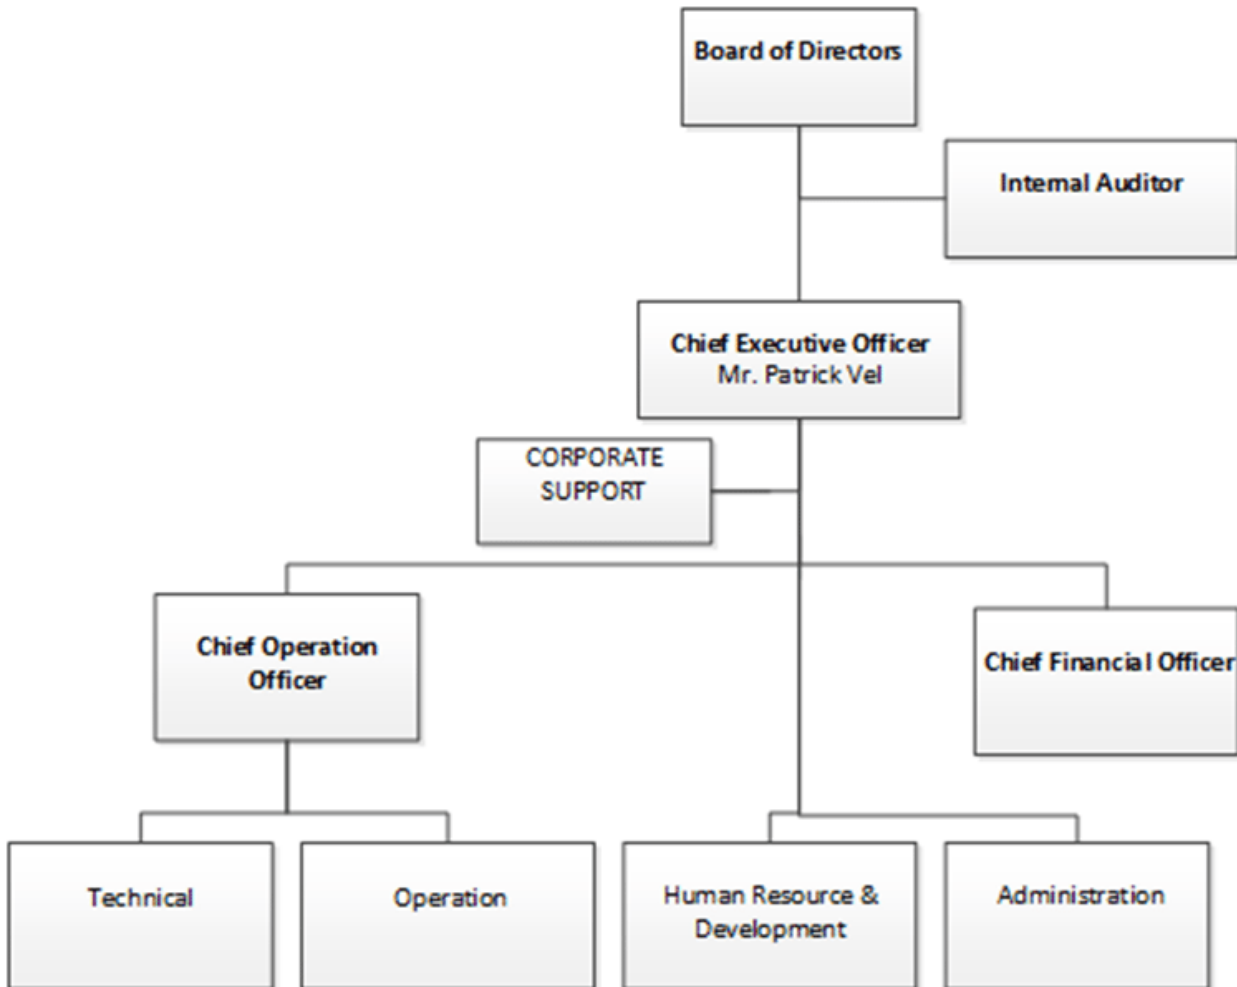 Board of Directors
Internal Auditor
Chief Executive Officer
Mr. Patrick Vel
CORPORATE
SUPPORT
Chief Operation
Officer
Chief Financial Officer
Technical
Operation
Human Resource &
Development
Administration